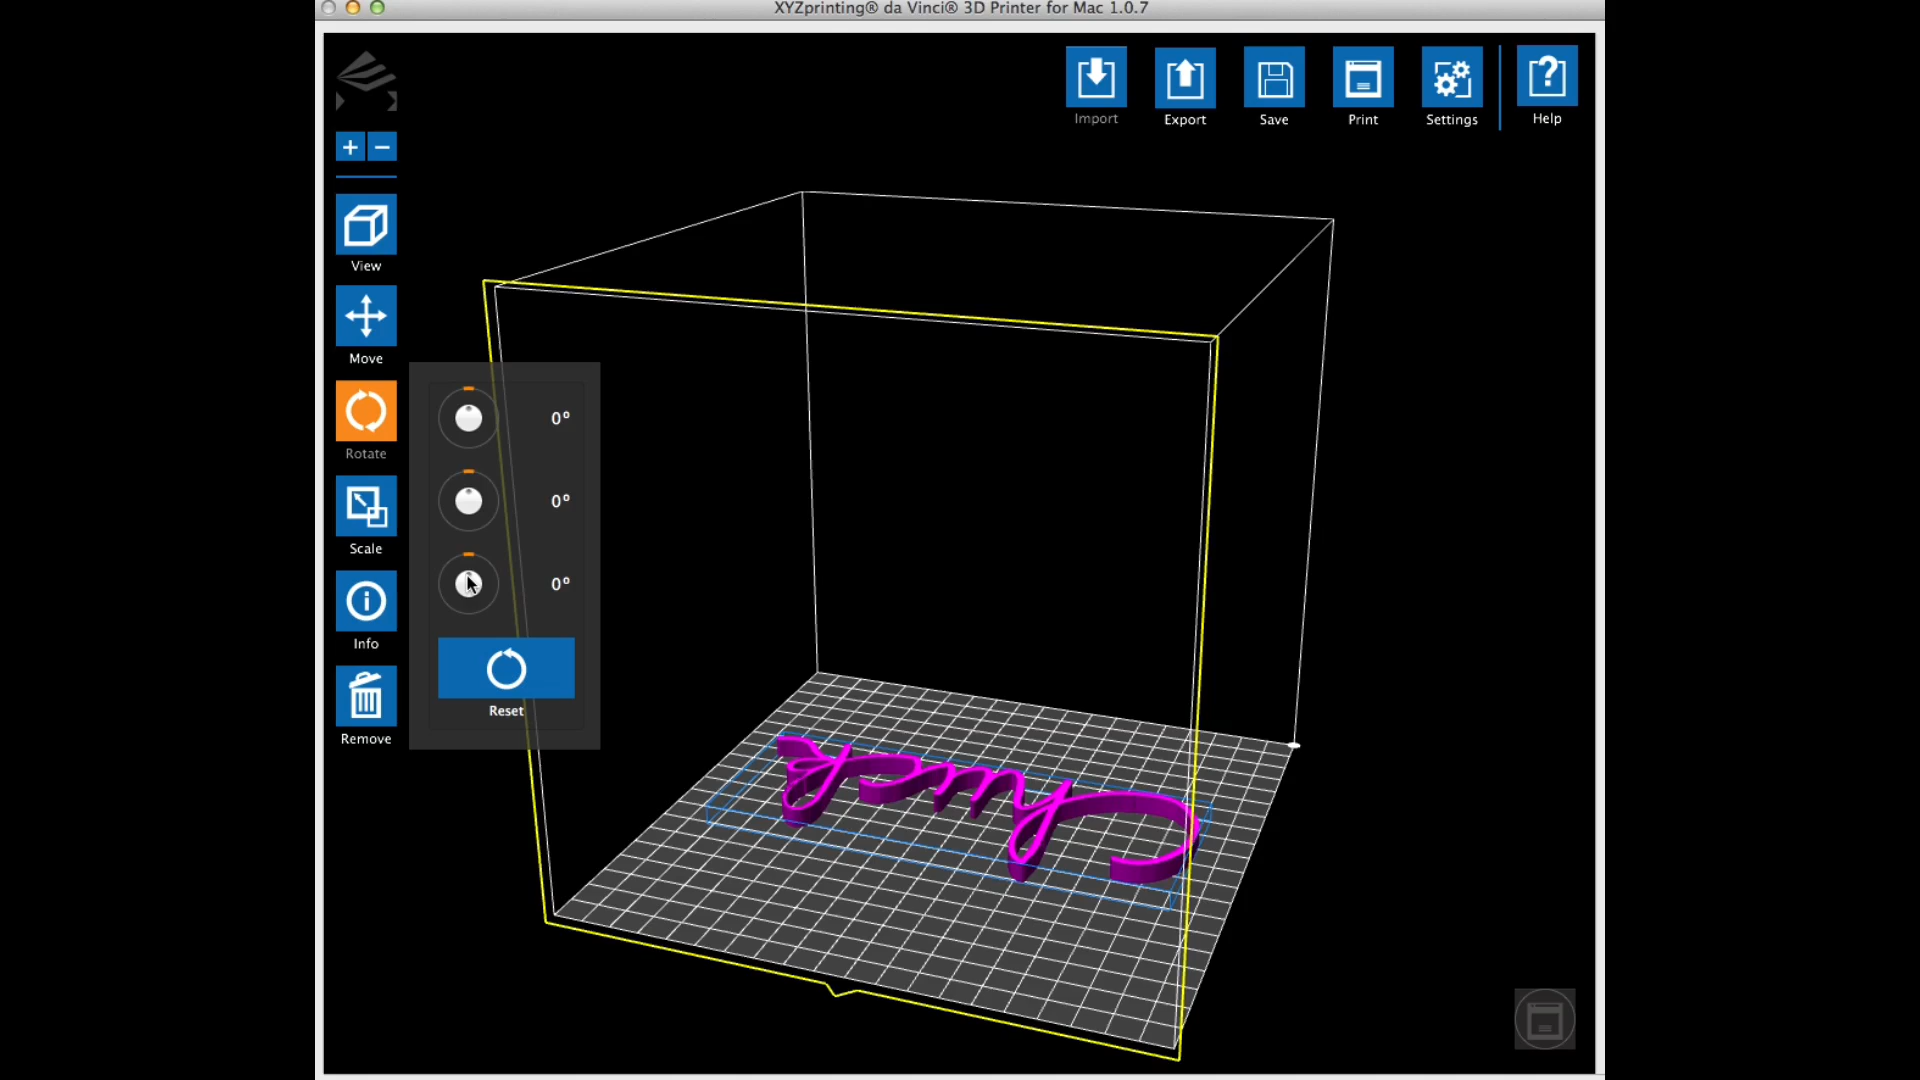 XYZprinting® da Vinci® 3D Printer for Mac 1.0.7
Import
Export
Save
Print
Settings
Help
View
Move
Rotate
Scale
Info
Remove
0°
0°
0°
Reset